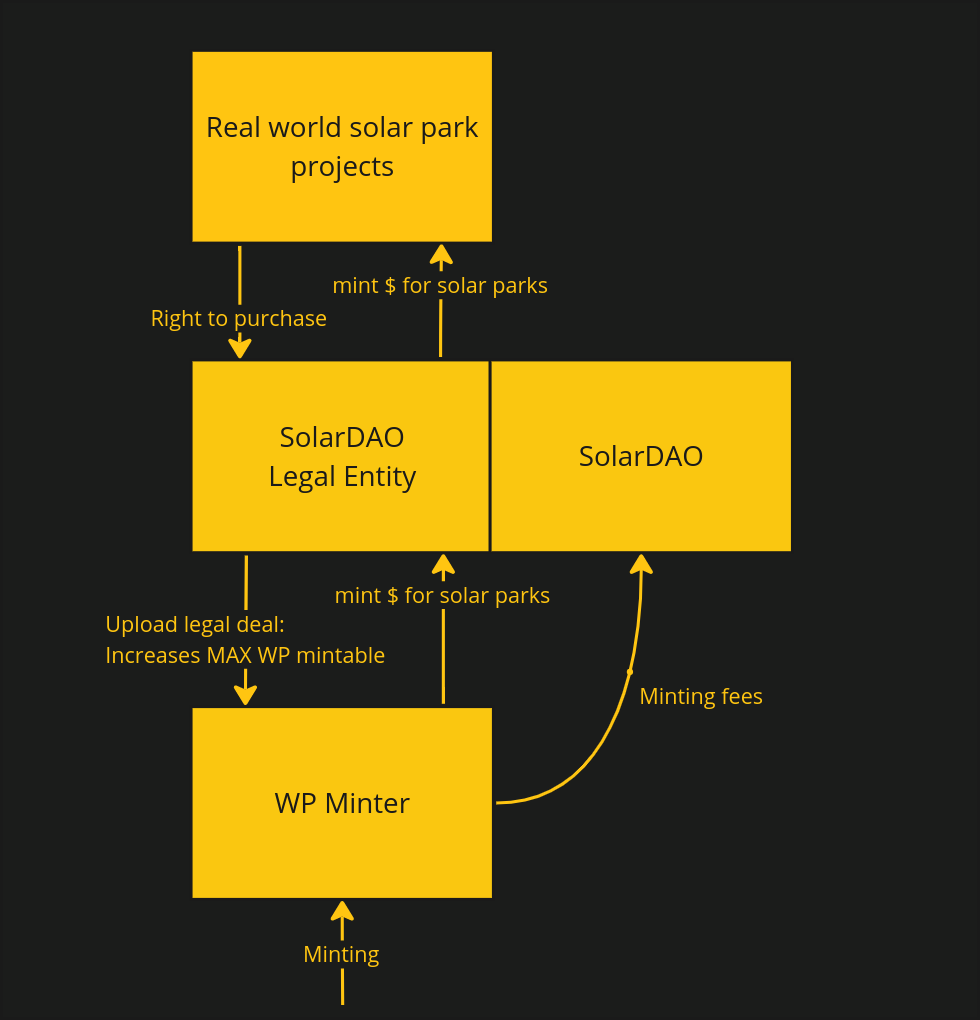 Real world solar park
projects
mint $ for solar parks
Right to purchase
SolarDAO
Legal Entity
SolarDAO
mint $ for solar parks
Upload legal deal:
Increases MAX WP mintable
Minting fees
WP Minter
Minting